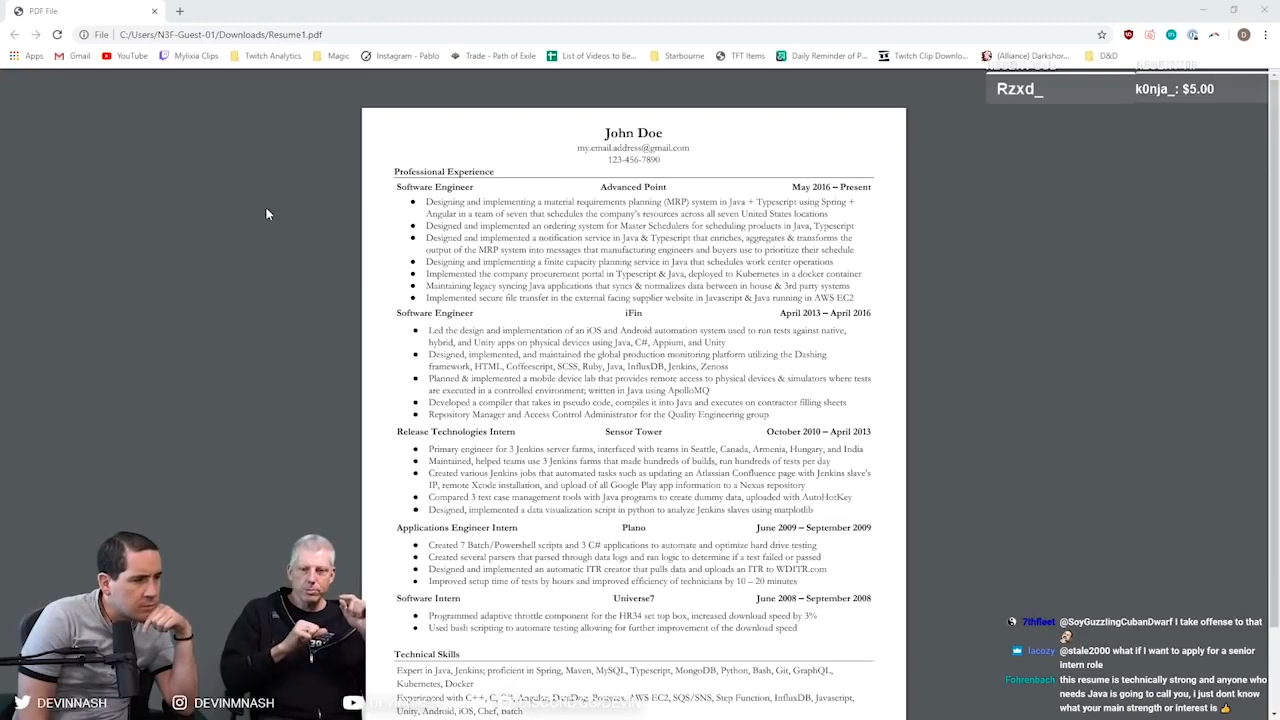 PDF File
File | C:/Users/N3F-Guest-01/Downloads/Resume1.pdf
Apps Gmail YouTube Mylixia Clips Twitch Analytics Magic Instagram - Pablo Trade - Path of Exile List of Videos to Be... Starbourne TFT Items Daily Reminder of P... Twitch Clip Downlo... (Alliance) Darkshor... D&D
Rzxd_ k0nja_: $5.00
John Doe
my.email.address@gmail.com
123-456-7890
Professional Experience
Software Engineer Advanced Point May 2016 – Present
● Designing and implementing a material requirements planning (MRP) system in Java + Typescript using Spring +
Angular in a team of seven that schedules the company's resources across all seven United States locations
● Designed and implemented an ordering system for Master Schedulers for scheduling products in Java, Typescript
● Designed and implemented a notification service in Java & Typescript that enriches, aggregates & transforms the
output of the MRP system into messages that manufacturing engineers and buyers use to prioritize their schedule
● Designing and implementing a finite capacity planning service in Java that schedules work center operations
● Implemented the company procurement portal in Typescript & Java, deployed to Kubernetes in a docker container
● Maintaining legacy syncing Java applications that syncs & normalizes data between in house & 3rd party systems
● Implemented secure file transfer in the external facing supplier website in Javascript & Java running in AWS EC2
Software Engineer iFin April 2013 – April 2016
● Led the design and implementation of an iOS and Android automation system used to run tests against native,
hybrid, and Unity apps on physical devices using Java, C#, Appium, and Unity
● Designed, implemented, and maintained the global production monitoring platform utilizing the Dashing
framework, HTML, Coffeescript, SCSS, Ruby, Java, InfluxDB, Jenkins, Zenoss
● Planned & implemented a mobile device lab that provides remote access to physical devices & simulators where tests
are executed in a controlled environment; written in Java using ApolloMQ
● Developed a compiler that takes in pseudo code, compiles it into Java and executes on contractor filling sheets
● Repository Manager and Access Control Administrator for the Quality Engineering group
Release Technologies Intern Sensor Tower October 2010 – April 2013
● Primary engineer for 3 Jenkins server farms, interfaced with teams in Seattle, Canada, Armenia, Hungary, and India
● Maintained, helped teams use 3 Jenkins farms that made hundreds of builds, run hundreds of tests per day
● Created various Jenkins jobs that automated tasks such as updating an Atlassian Confluence page with Jenkins slave's
IP, remote Xcode installation, and upload of all Google Play app information to a Nexus repository
● Compared 3 test case management tools with Java programs to create dummy data, uploaded with AutoHotKey
● Designed, implemented a data visualization script in python to analyze Jenkins slaves using matplotlib
Applications Engineer Intern Plano June 2009 – September 2009
● Created 7 Batch/Powershell scripts and 3 C# applications to automate and optimize hard drive testing
● Created several parsers that parsed through data logs and ran logic to determine if a test failed or passed
● Designed and implemented an automatic ITR creator that pulls data and uploads an ITR to WDITR.com
● Improved setup time of tests by hours and improved efficiency of technicians by 10 – 20 minutes
Software Intern Universe7 June 2008 – September 2008
● Programmed adaptive throttle component for the HR34 set top box, increased download speed by 3%
● Used bash scripting to automate testing allowing for further improvement of the download speed
Technical Skills
Expert in Java, Jenkins; proficient in Spring, Maven, MySQL, Typescript, MongoDB, Python, Bash, Git, GraphQL,
Kubernetes, Docker
Experienced with C++, C, C#, Angular, DataDog, Postgres, AWS EC2, SQS/SNS, Step Function, InfluxDB, Javascript,
Unity, Android, iOS, Chef, Batch
7thfleet @SoyGuzzlingCubanDwarf I take offense to that
lacozy @stale2000 what if I want to apply for a senior
intern role
Fohrenbach this resume is technically strong and anyone who
needs Java is going to call you, i just dont know
what your main strength or interest is 👍
DEVINNASH DEVINMNASH